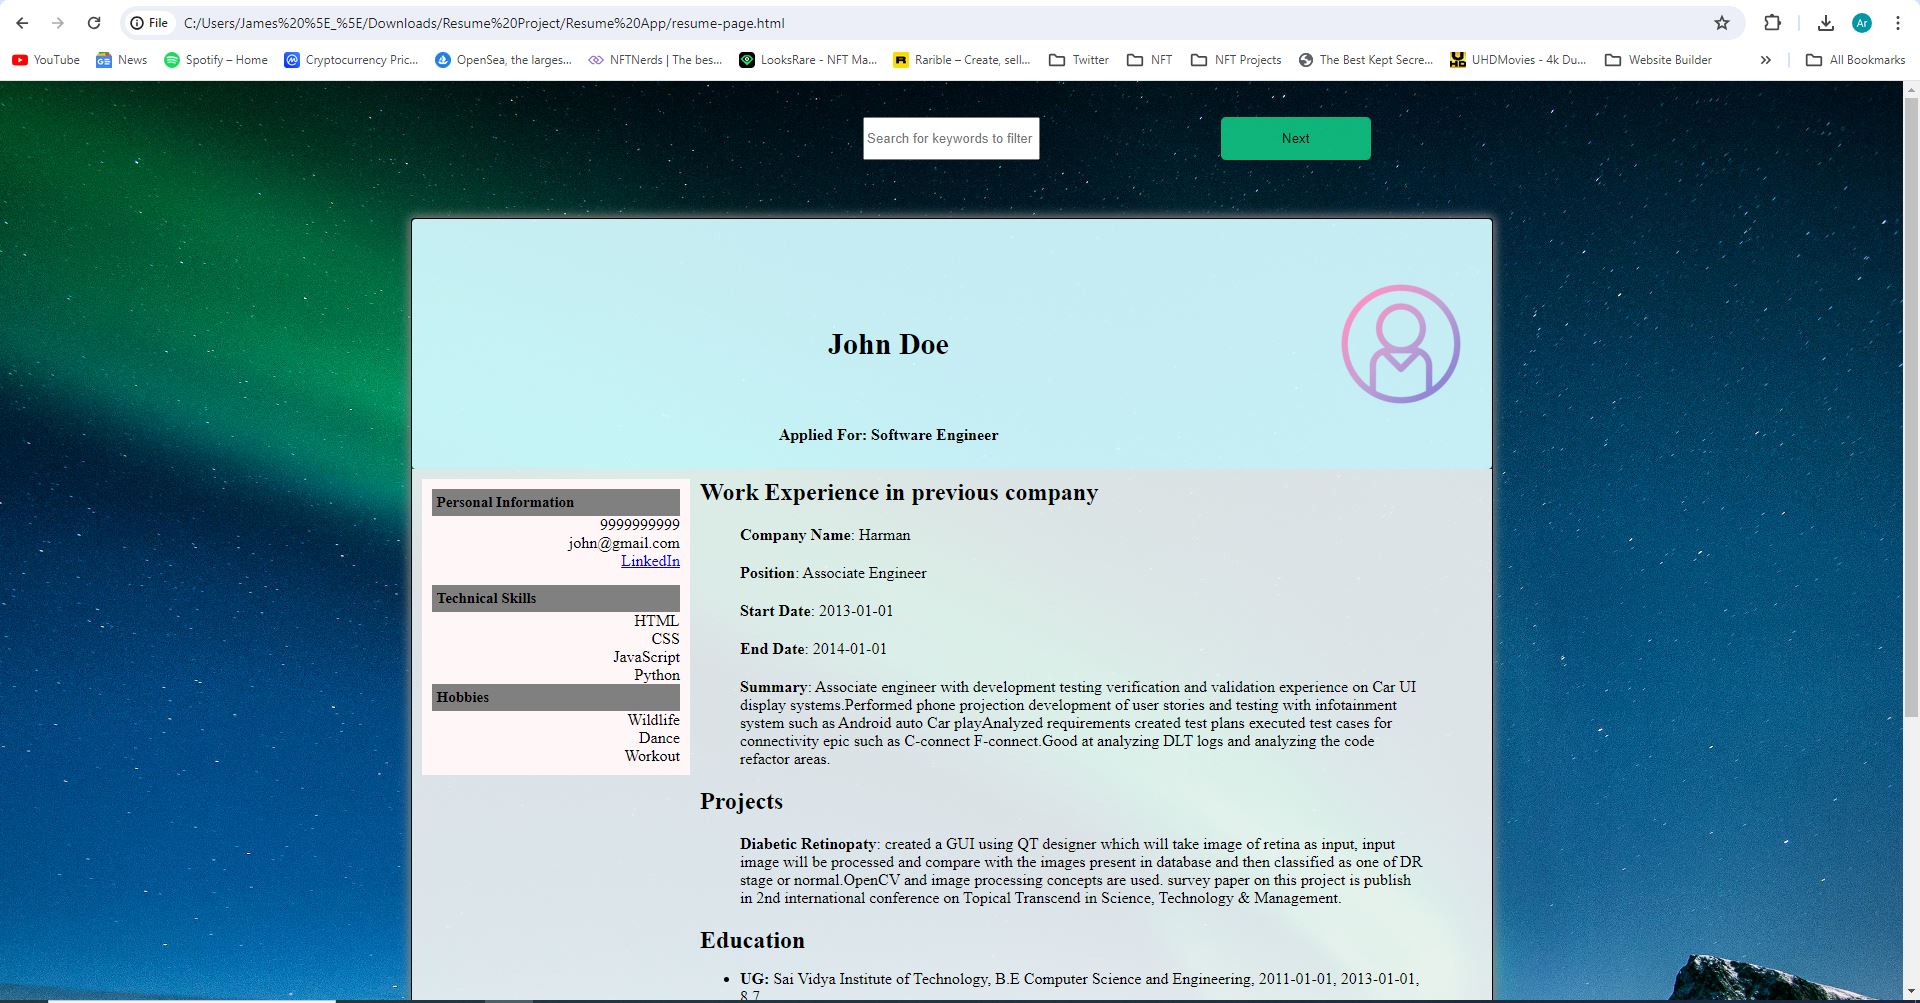 File
C:/Users/James%20%5E_%5E/Downloads/Resume%20Project/Resume%20App/resume-page.html
Ar
YouTube
News
Spotify – Home
Cryptocurrency Pric...
OpenSea, the larges...
NFTNerds | The bes...
LooksRare - NFT Ma...
Rarible – Create, sell...
Twitter
NFT
NFT Projects
The Best Kept Secre...
UHD
UHDMovies - 4k Du...
Website Builder
All Bookmarks
Search for keywords to filter
Next
John Doe
Applied For: Software Engineer
Personal Information
9999999999
john@gmail.com
LinkedIn
Technical Skills
HTML
CSS
JavaScript
Python
Hobbies
Wildlife
Dance
Workout
Work Experience in previous company
Company Name: Harman
Position: Associate Engineer
Start Date: 2013-01-01
End Date: 2014-01-01
Summary: Associate engineer with development testing verification and validation experience on Car UI
display systems.Performed phone projection development of user stories and testing with infotainment
system such as Android auto Car playAnalyzed requirements created test plans executed test cases for
connectivity epic such as C-connect F-connect.Good at analyzing DLT logs and analyzing the code
refactor areas.
Projects
Diabetic Retinopaty: created a GUI using QT designer which will take image of retina as input, input
image will be processed and compare with the images present in database and then classified as one of DR
stage or normal.OpenCV and image processing concepts are used. survey paper on this project is publish
in 2nd international conference on Topical Transcend in Science, Technology & Management.
Education
• UG: Sai Vidya Institute of Technology, B.E Computer Science and Engineering, 2011-01-01, 2013-01-01,
8.7